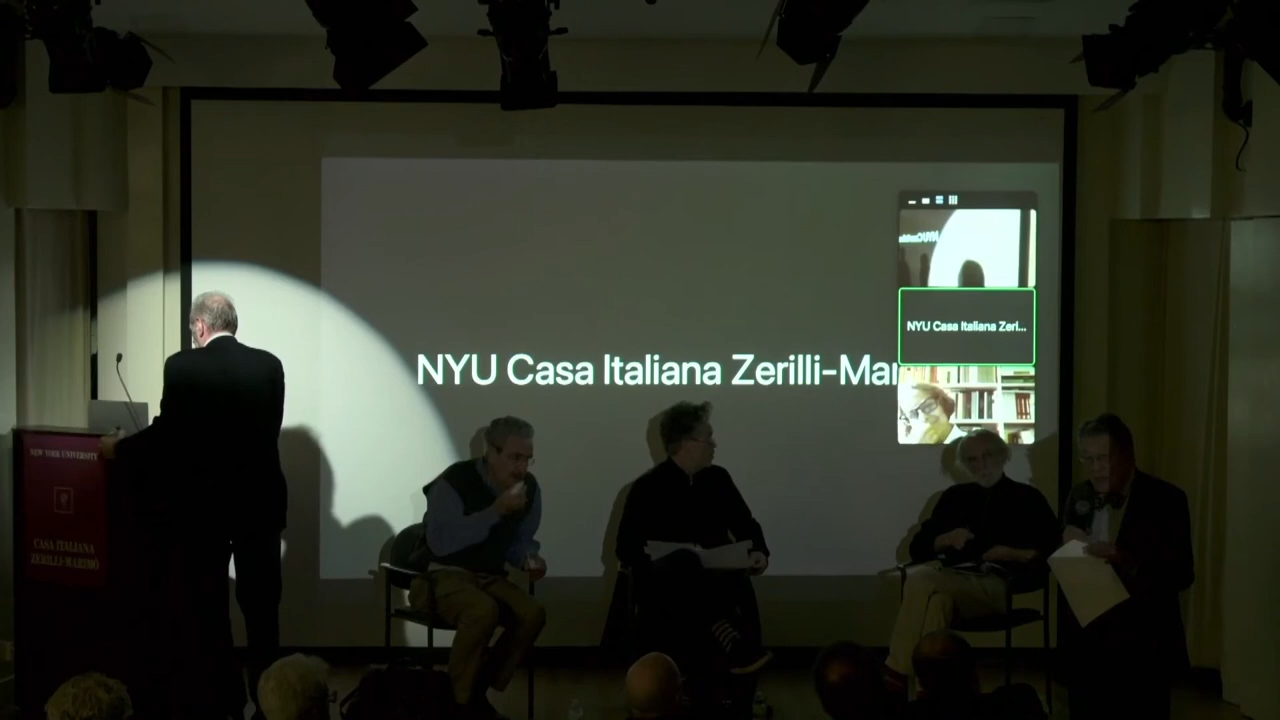 NYU Casa Italiana Zerilli-Mar
NYU Casa Italiana Zeri...
NEW YORK UNIVERSITY
CASA ITALIANA
ZERILLI-MARIMÒ